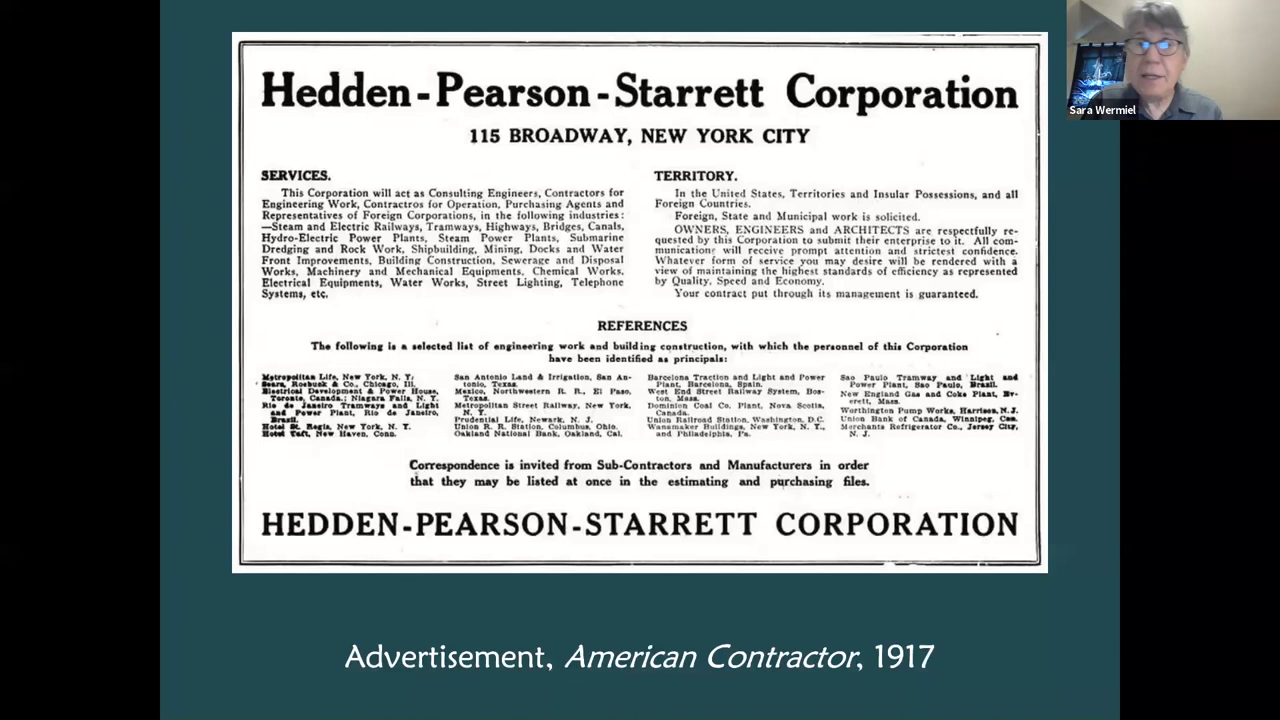 Hedden-Pearson-Starrett Corporation
115 BROADWAY, NEW YORK CITY
SERVICES.
This Corporation will act as Consulting Engineers, Contractors for
Engineering Work, Contractros for Operation, Purchasing Agents and
Representatives of Foreign Corporations, in the following industries:
—Steam and Electric Railways, Tramways, Highways, Bridges, Canals,
Hydro-Electric Power Plants, Steam Power Plants, Submarine
Dredging and Rock Work, Shipbuilding, Mining, Docks and Water
Front Improvements, Building Construction, Sewerage and Disposal
Works, Machinery and Mechanical Equipments, Chemical Works,
Electrical Equipments, Water Works, Street Lighting, Telephone
Systems, etc.
TERRITORY.
In the United States, Territories and Insular Possessions, and all
Foreign Countries.
Foreign, State and Municipal work is solicited.
OWNERS, ENGINEERS and ARCHITECTS are respectfully re-
quested by this Corporation to submit their enterprise to it. All com-
munications will receive prompt attention and strictest confidence.
Whatever form of service you may desire will be rendered with a
view of maintaining the highest standards of efficiency as represented
by Quality, Speed and Economy.
Your contract put through its management is guaranteed.
REFERENCES
The following is a selected list of engineering work and building construction, with which the personnel of this Corporation
have been identified as principals:
Metropolitan Life, New York, N. Y.
Sears, Roebuck & Co., Chicago, Ill.
Electrical Development & Power House,
Toronto, Canada.; Niagara Falls, N. Y.
Rio de Janeiro Tramways and Light
and Power Plant, Rio de Janeiro,
Brazil.
Hotel St. Regis, New York, N. Y.
Hotel Taft, New Haven, Conn.
San Antonio Land & Irrigation, San An-
tonio, Texas.
Mexico, Northwestern R. R., El Paso,
Texas.
Metropolitan Street Railway, New York,
N. Y.
Prudential Life, Newark, N. J.
Union R. R. Station, Columbus, Ohio.
Oakland National Bank, Oakland, Cal.
Barcelona Traction and Light and Power
Plant, Barcelona, Spain.
West End Street Railway System, Bos-
ton, Mass.
Dominion Coal Co. Plant, Nova Scotia,
Canada.
Union Railroad Station, Washington, D.C.
Wanamaker Buildings, New York, N. Y.,
and Philadelphia, Pa.
Sao Paulo Tramway and Light and
Power Plant, Sao Paulo, Brazil.
New England Gas and Coke Plant, Ev-
erett, Mass.
Worthington Pump Works, Harrison, N.J.
Union Bank of Canada, Winnipeg, Can.
Merchants Refrigerator Co., Jersey City,
N. J.
Correspondence is invited from Sub-Contractors and Manufacturers in order
that they may be listed at once in the estimating and purchasing files.
HEDDEN-PEARSON-STARRETT CORPORATION
Advertisement, American Contractor, 1917
Sara Wermiel